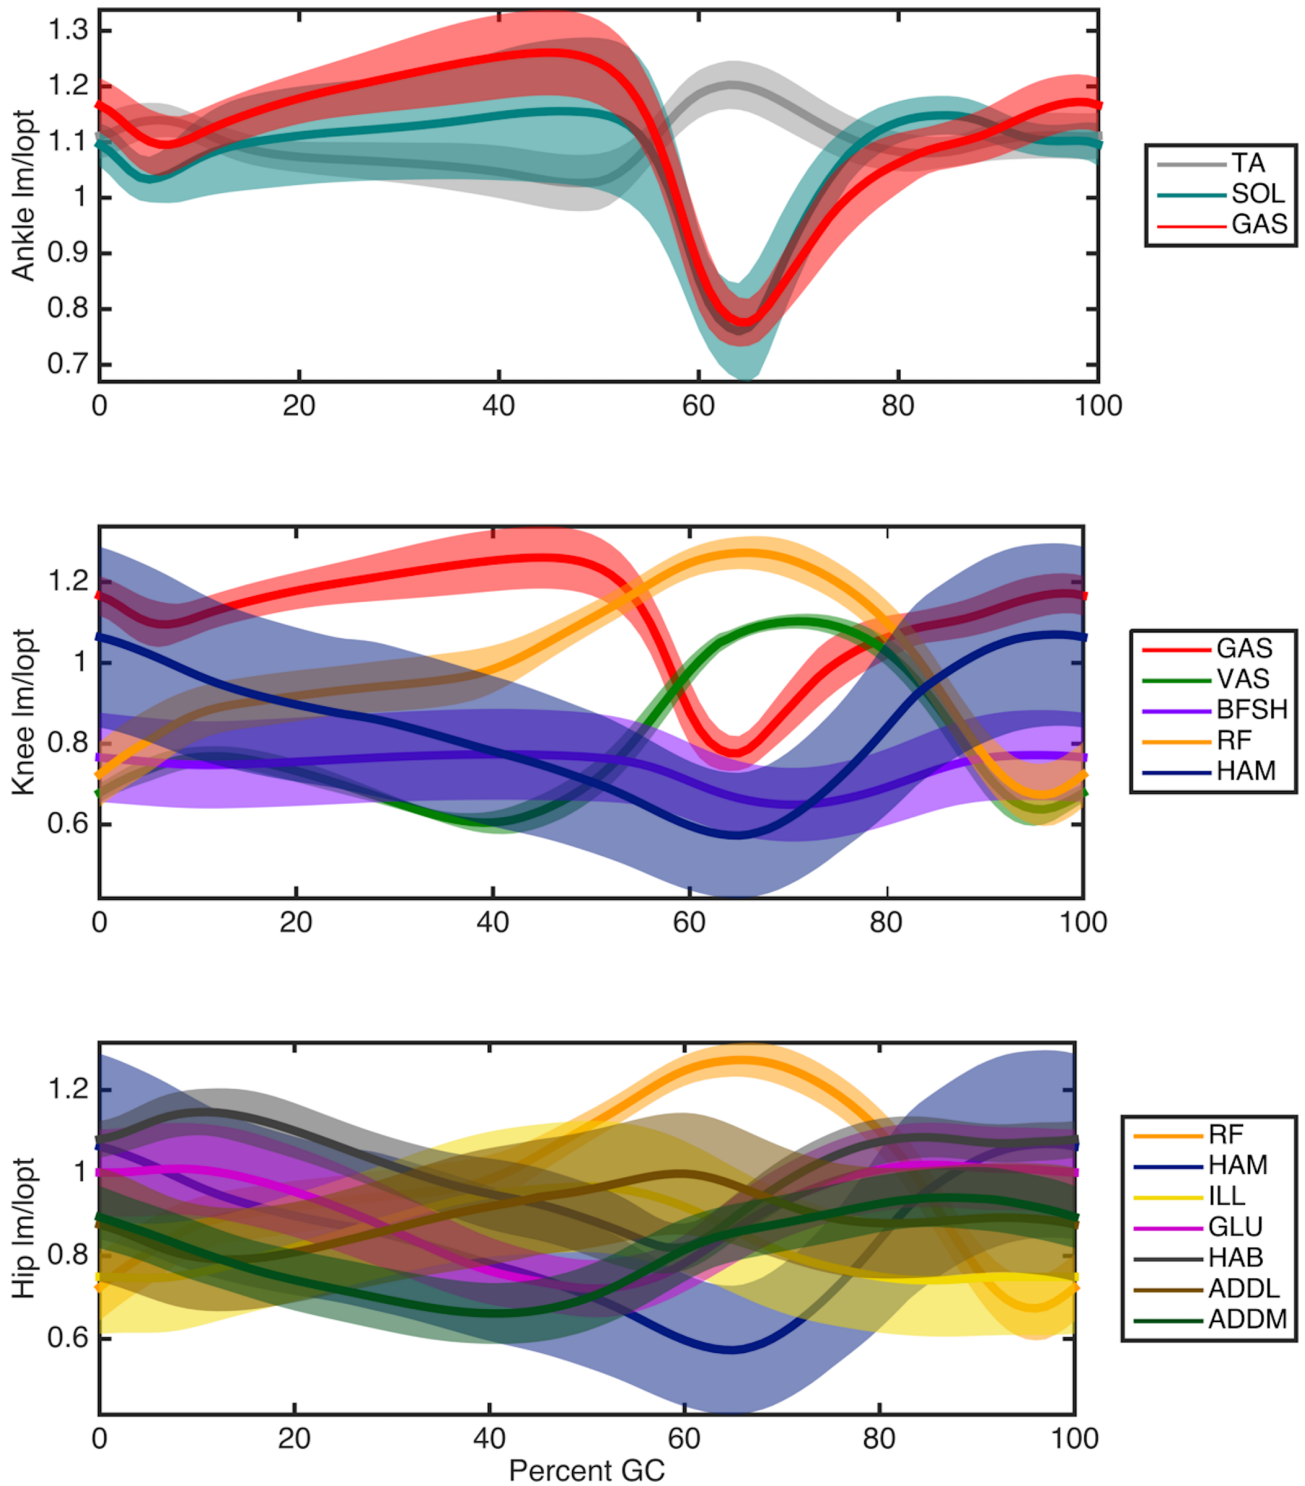 Ankle lm/lopt
1.3
1.2
1.1
1
0.9
0.8
0.7
0 20 40 60 80 100
TA
SOL
GAS
Knee lm/lopt
1.2
1
0.8
0.6
0 20 40 60 80 100
GAS
VAS
BFSH
RF
HAM
Hip lm/lopt
1.2
1
0.8
0.6
0 20 40 60 80 100
Percent GC
RF
HAM
ILL
GLU
HAB
ADDL
ADDM